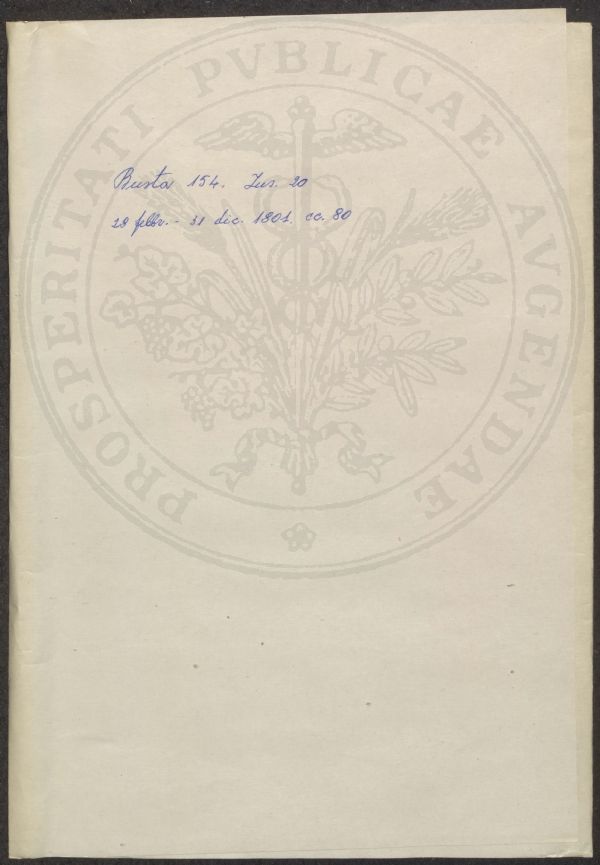 PROSPERITATI PVBLICAE AVGENDAE
Busta 154. Ins. 20
28 febbr. - 31 dic. 1801. cc. 80